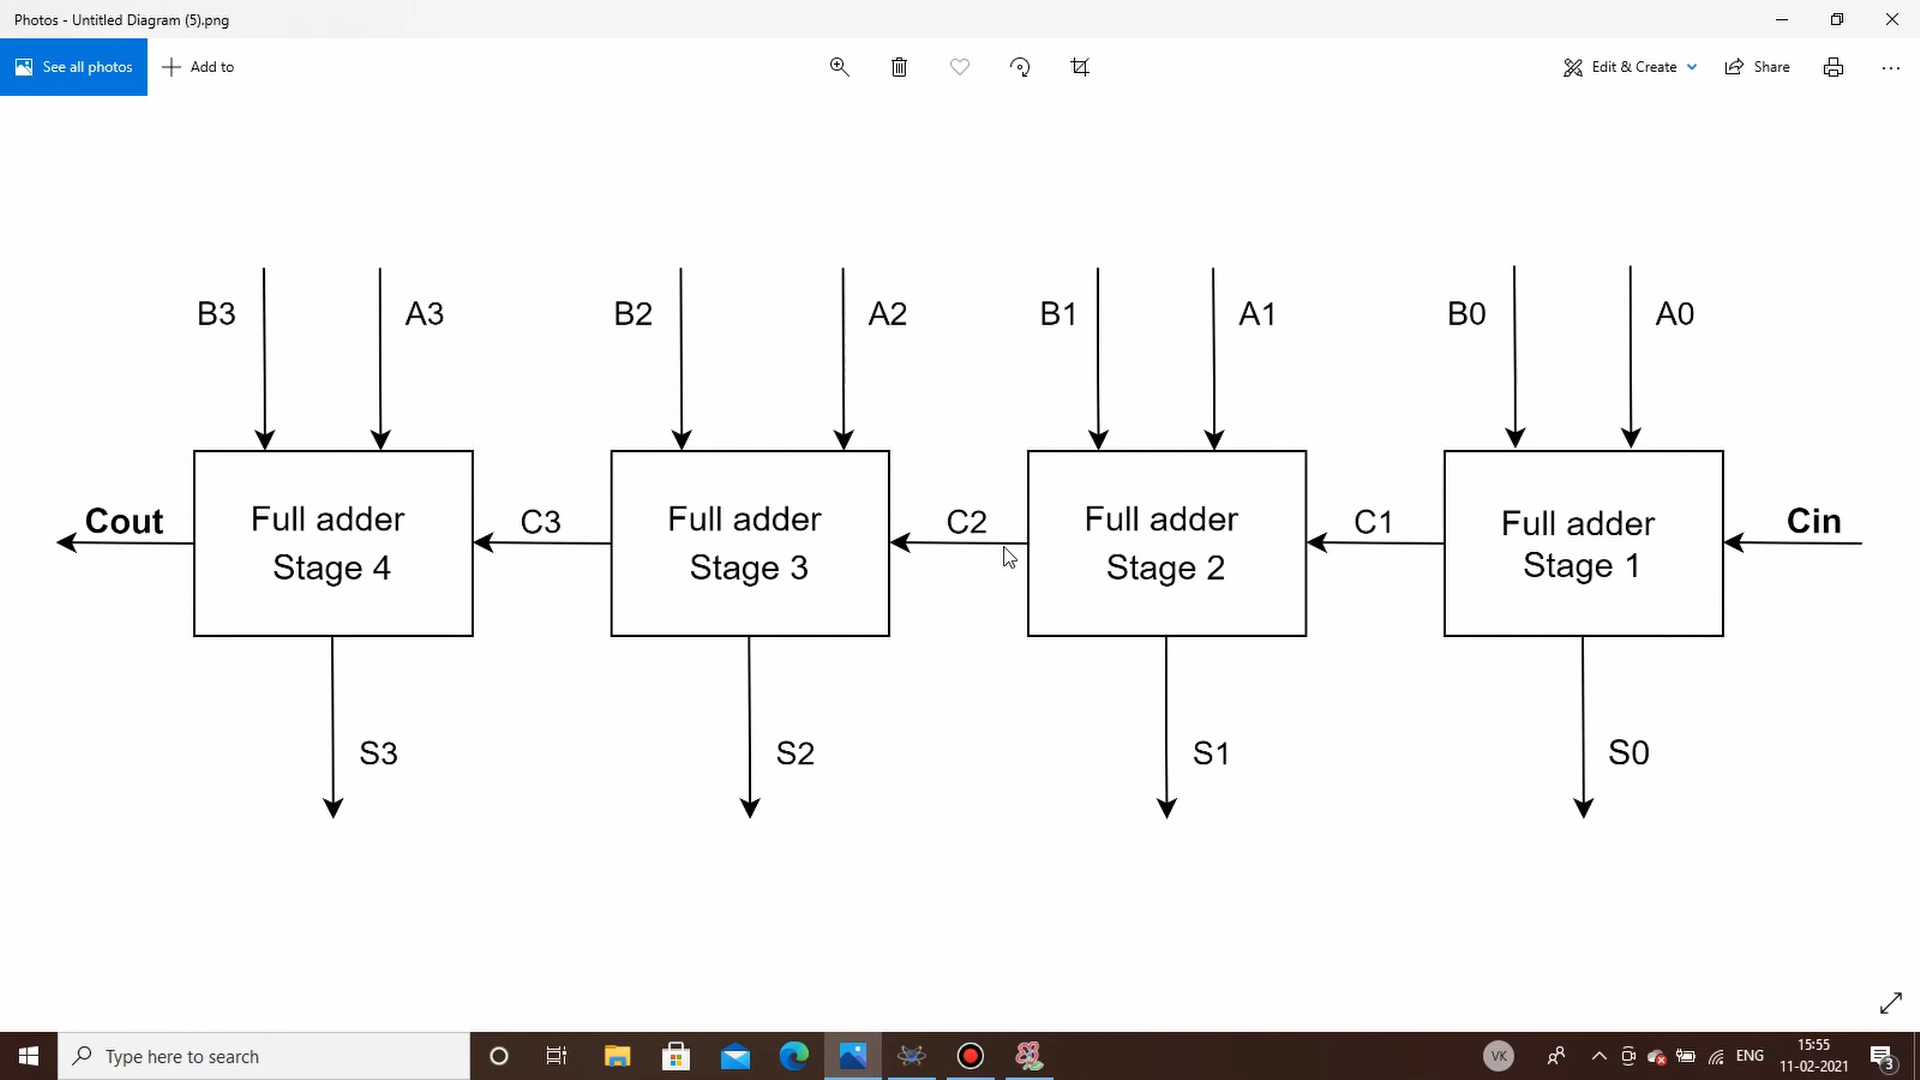 Photos - Untitled Diagram (5).png
See all photos
Add to
Edit & Create
Share
B3
A3
B2
A2
B1
A1
B0
A0
Cout
Full adder
Stage 4
C3
Full adder
Stage 3
C2
Full adder
Stage 2
C1
Full adder
Stage 1
Cin
S3
S2
S1
S0
Type here to search
VK
ENG
15:55
11-02-2021
3